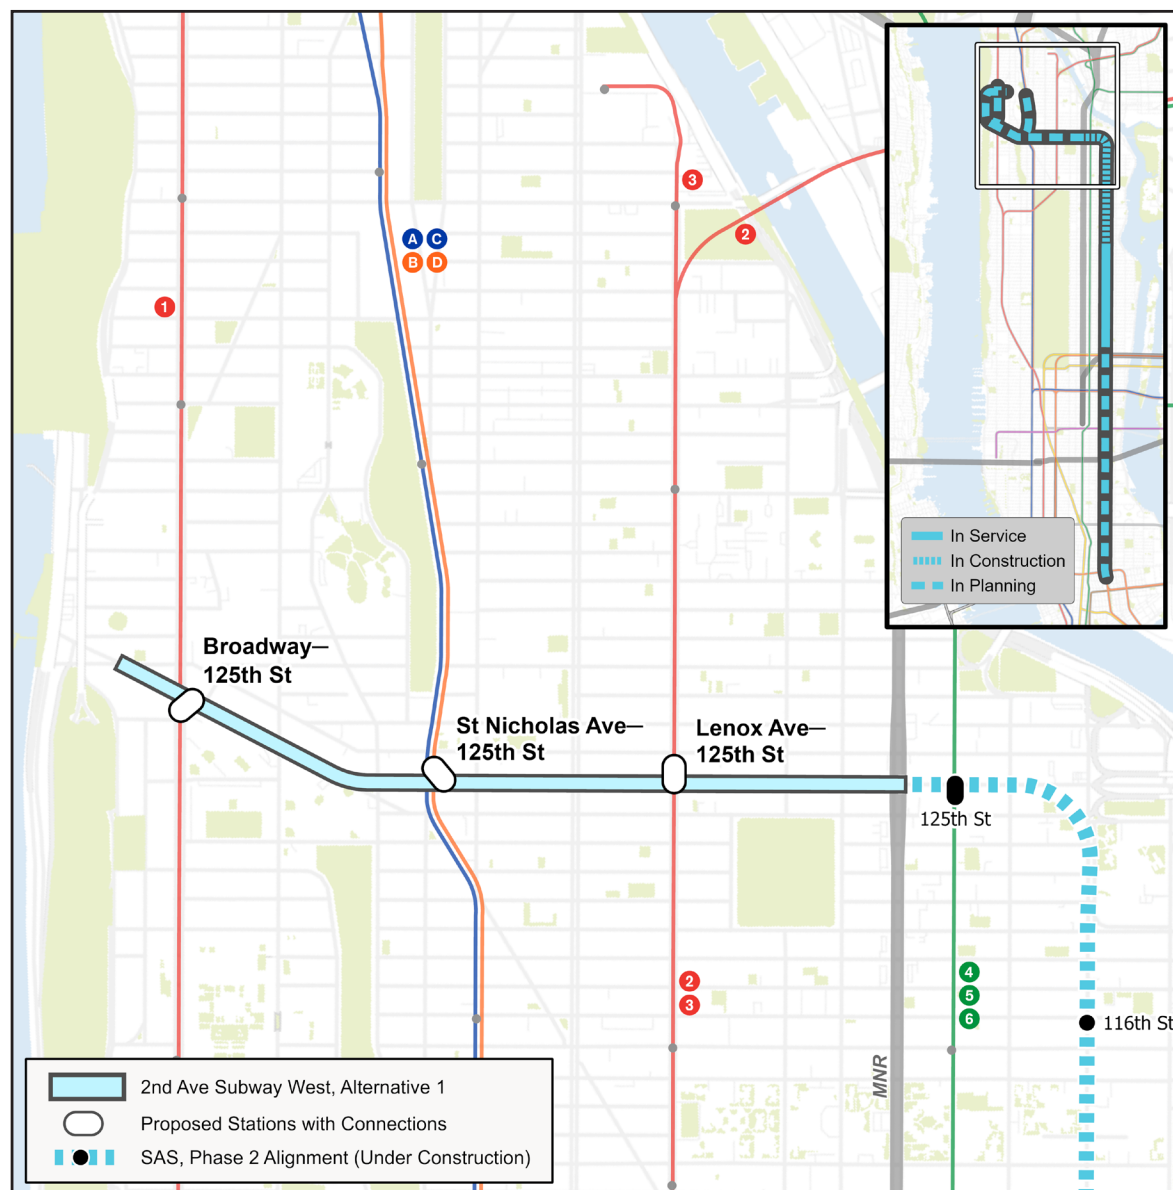 3
2
A C
B D
1
In Service
In Construction
In Planning
Broadway—
125th St
St Nicholas Ave—
125th St
Lenox Ave—
125th St
125th St
2
3
4
5
6
116th St
MNR
2nd Ave Subway West, Alternative 1
Proposed Stations with Connections
SAS, Phase 2 Alignment (Under Construction)